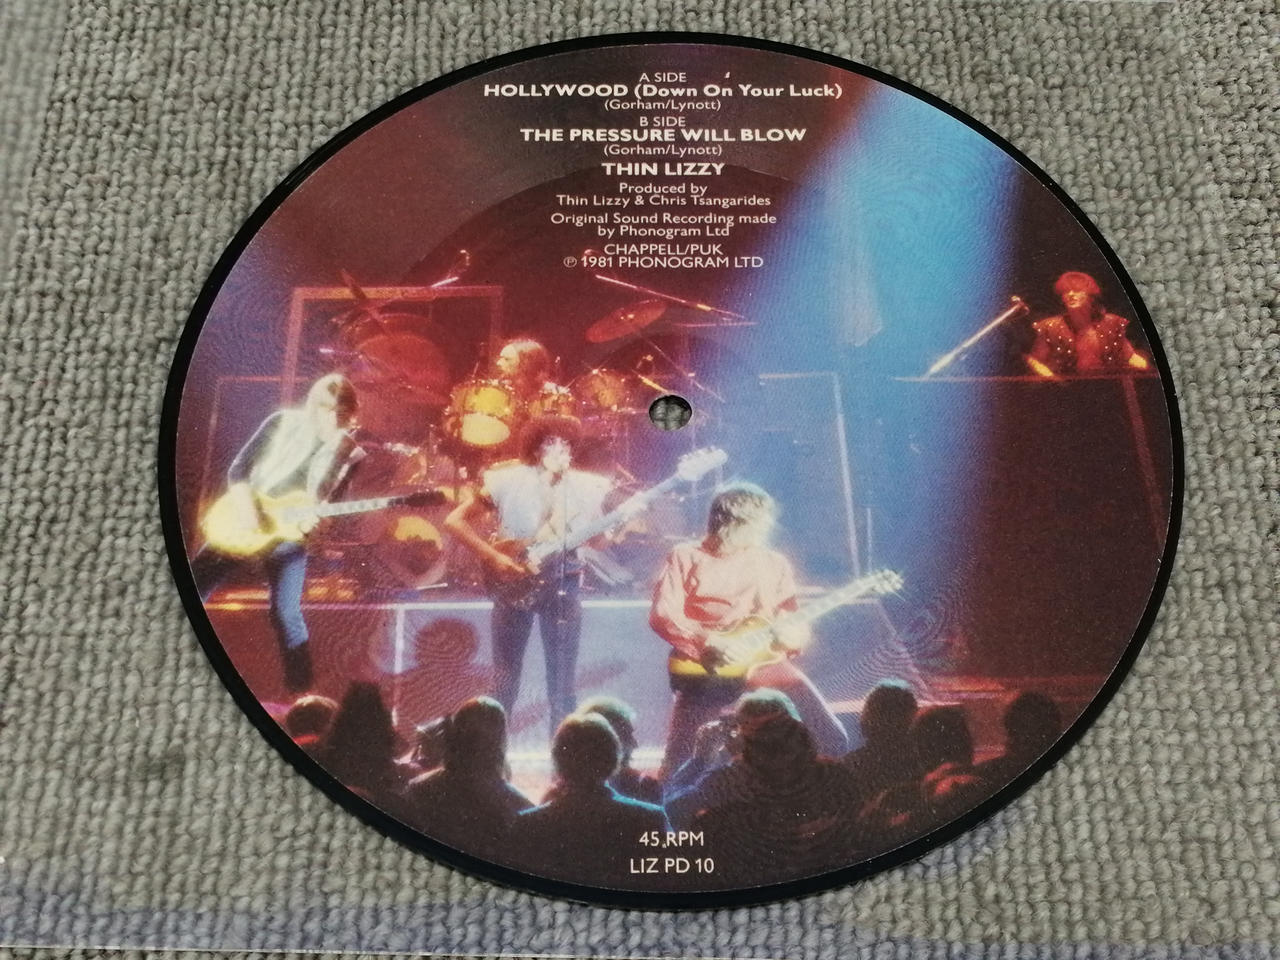 A SIDE
HOLLYWOOD (Down On Your Luck)
(Gorham/Lynott)
B SIDE
THE PRESSURE WILL BLOW
(Gorham/Lynott)
THIN LIZZY
Produced by
Thin Lizzy & Chris Tsangarides
Original Sound Recording made
by Phonogram Ltd
CHAPPELL/PUK
℗ 1981 PHONOGRAM LTD
45 RPM
LIZ PD 10